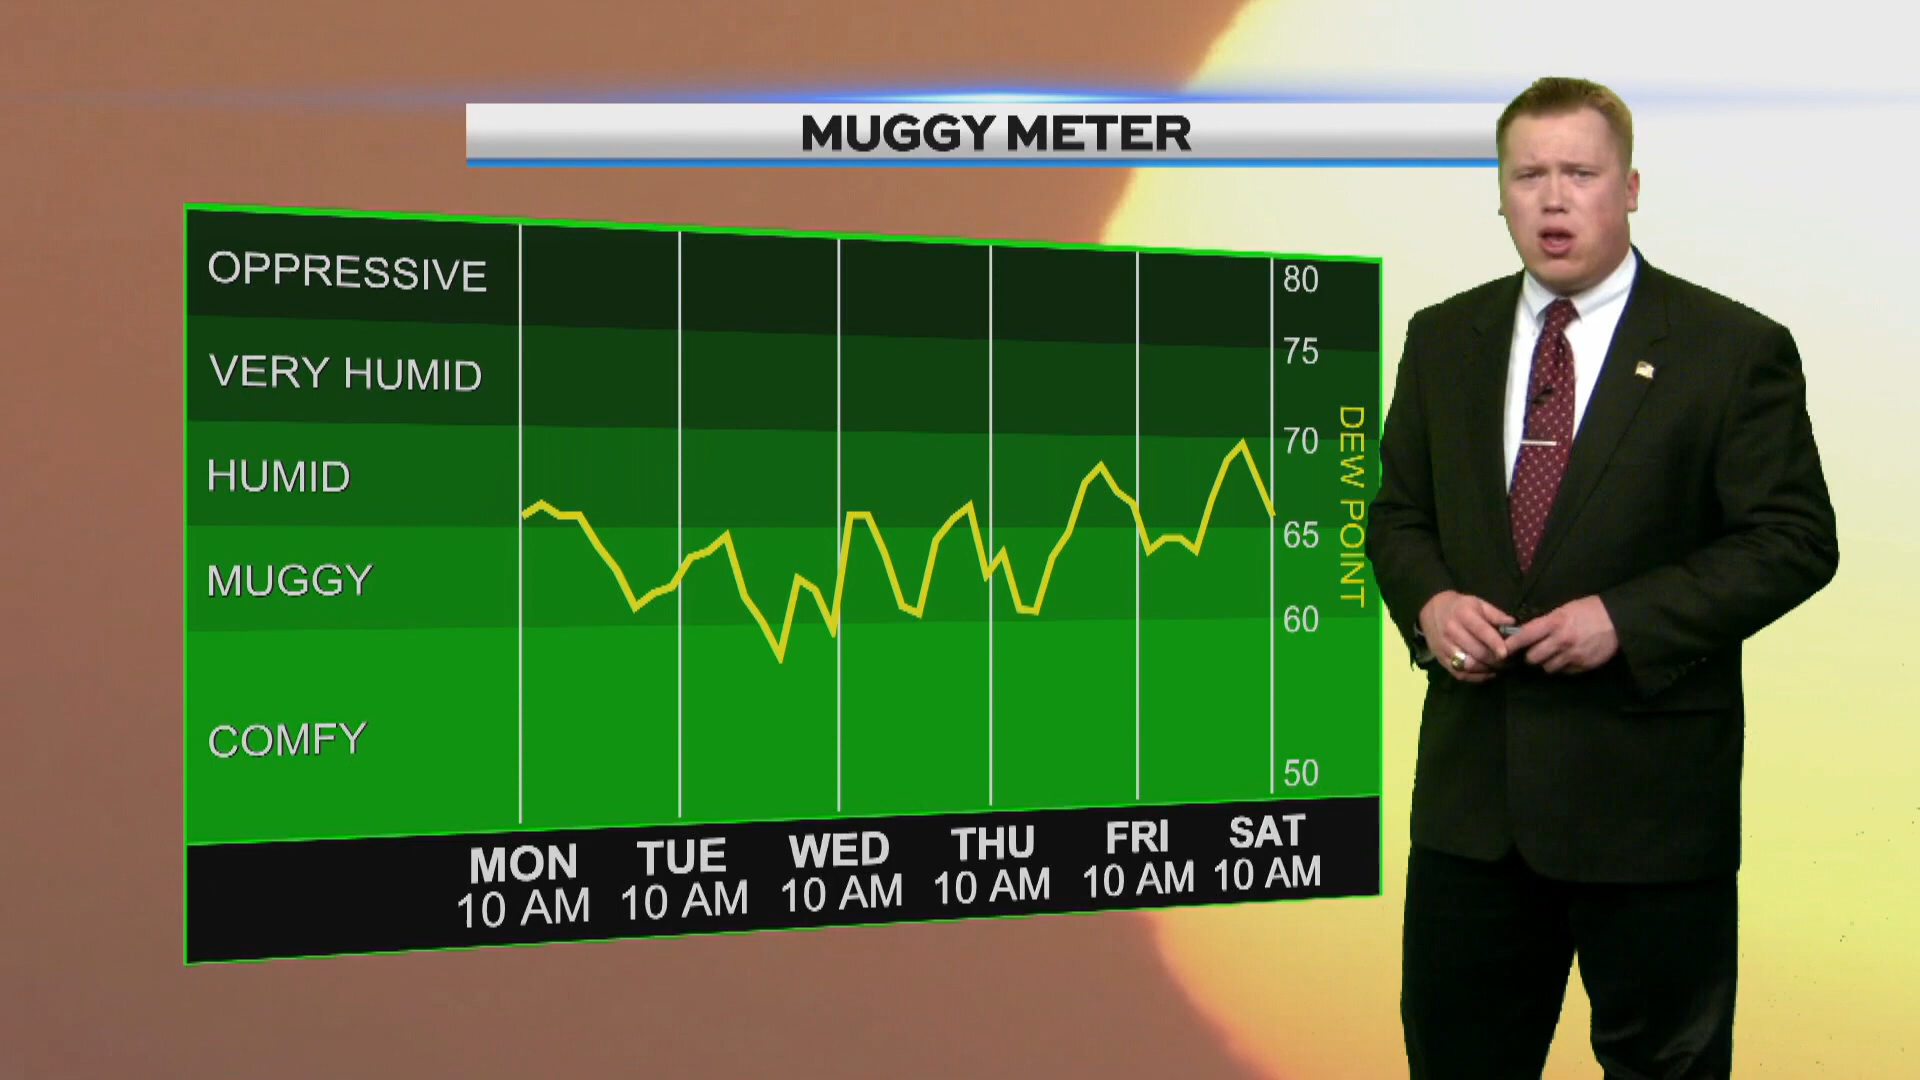 MUGGY METER
OPPRESSIVE
VERY HUMID
HUMID
MUGGY
COMFY
80
75
70
65
60
50
DEW POINT
MON TUE WED THU FRI SAT
10 AM 10 AM 10 AM 10 AM 10 AM 10 AM